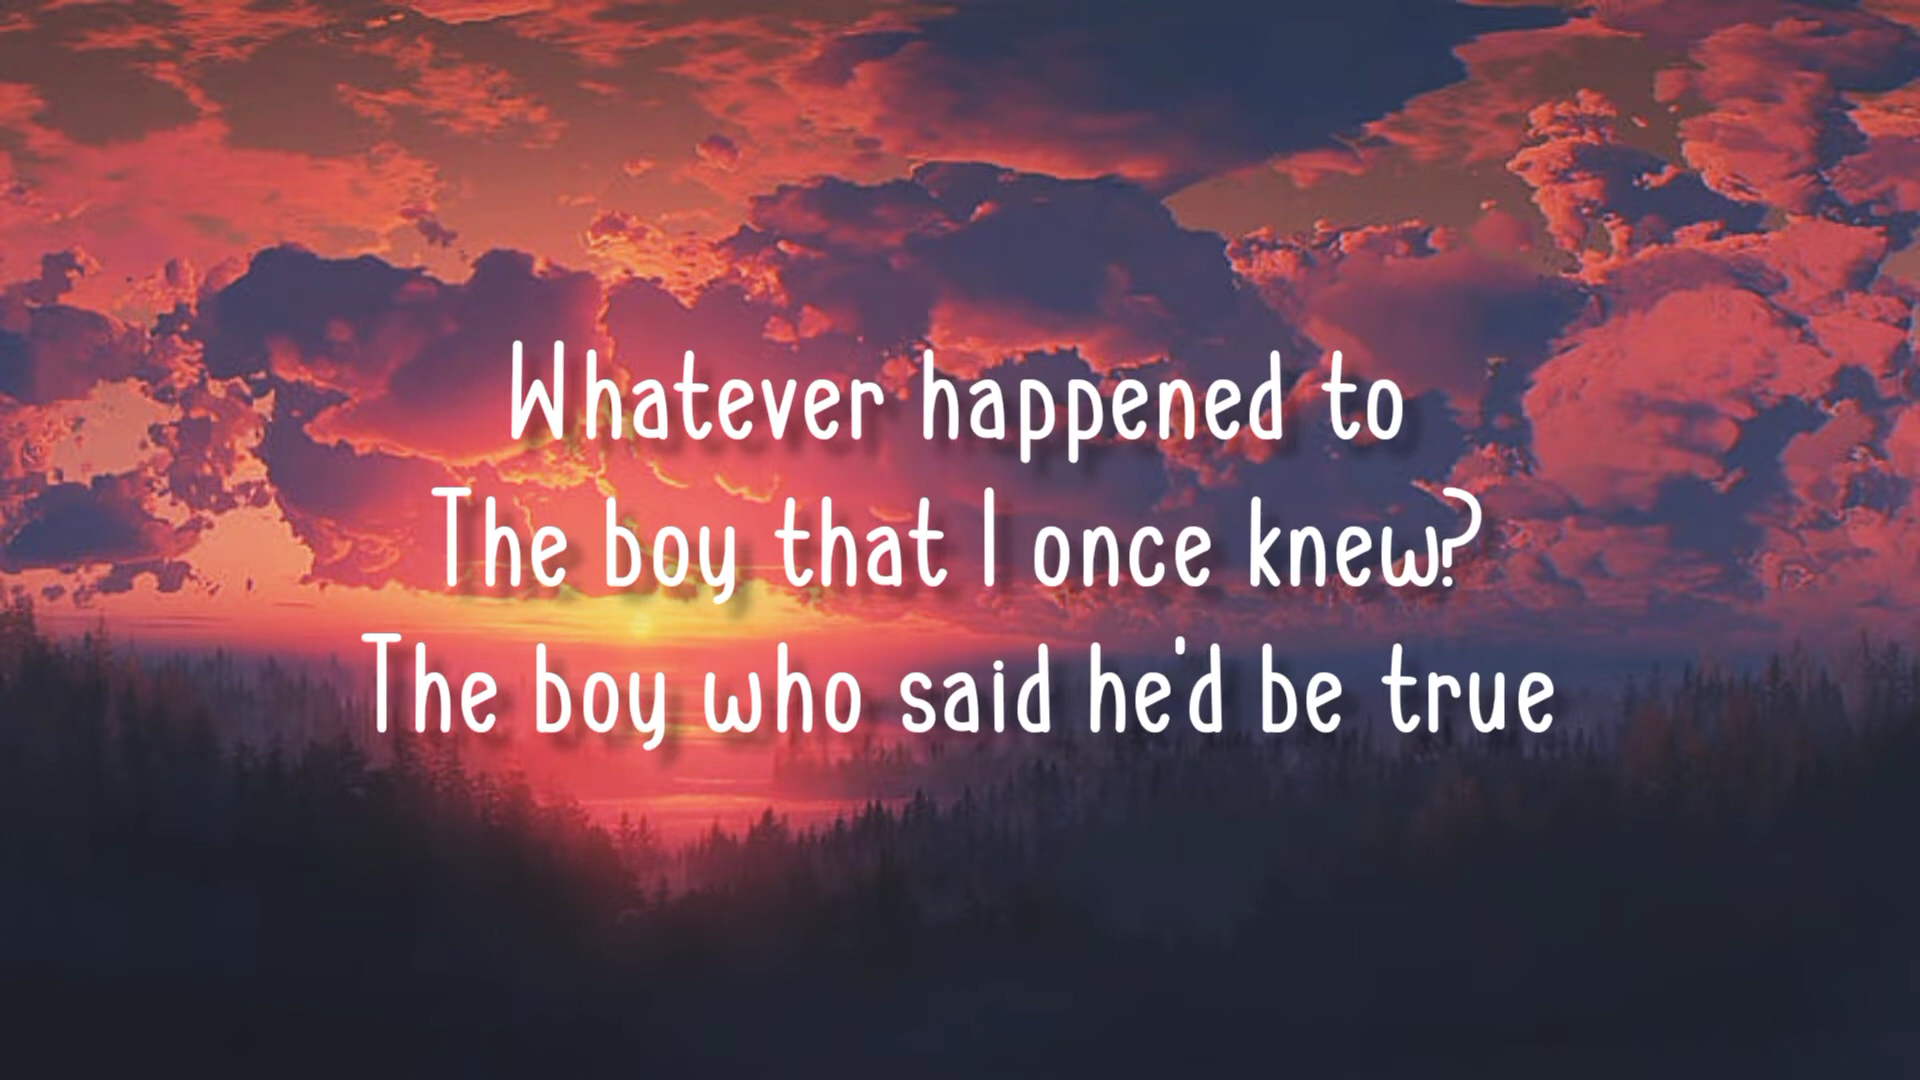 Whatever happened to
The boy that I once knew?
The boy who said he'd be true